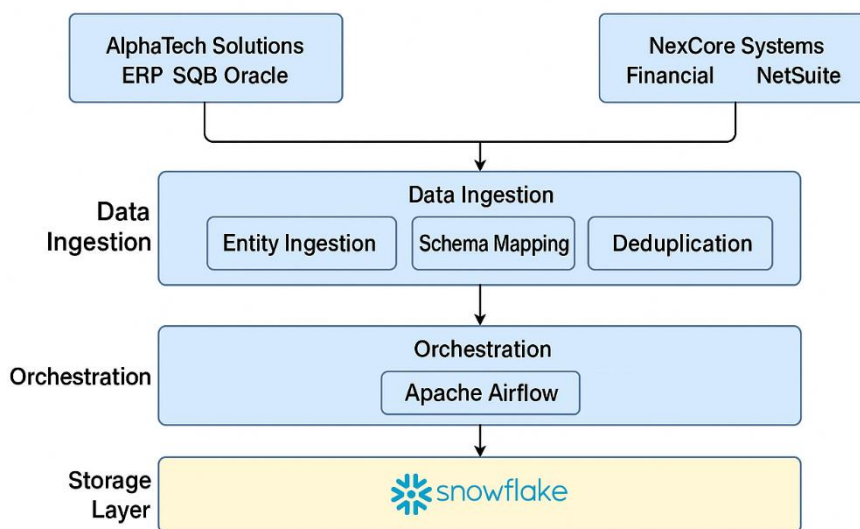 AlphaTech Solutions
ERP SQB Oracle
NexCore Systems
Financial NetSuite
Data
Ingestion
Data Ingestion
Entity Ingestion
Schema Mapping
Deduplication
Orchestration
Orchestration
Apache Airflow
Storage
Layer
snowflake